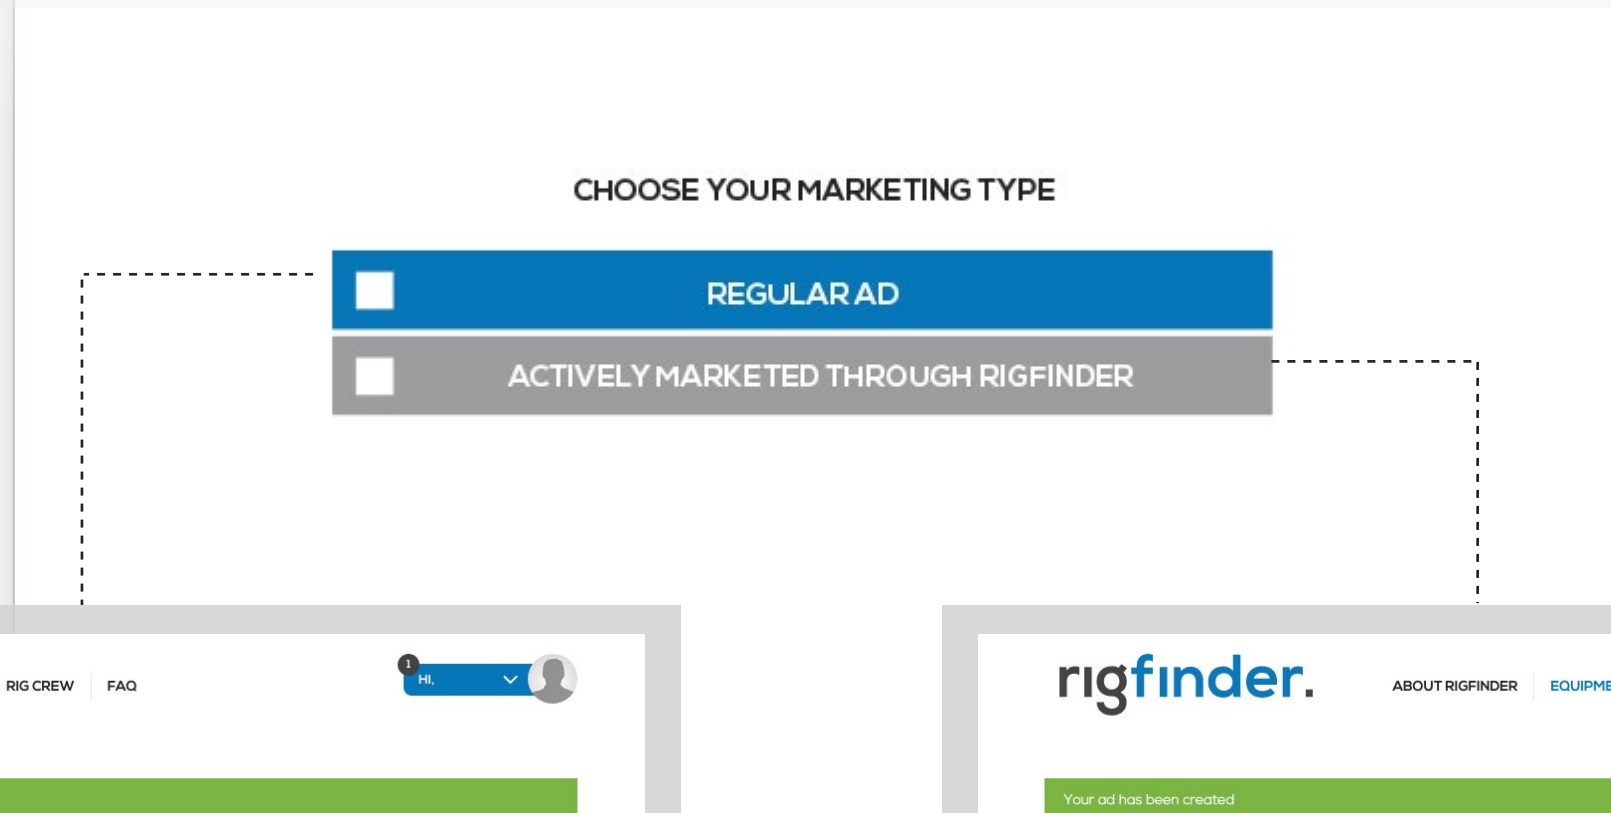 CHOOSE YOUR MARKETING TYPE
REGULAR AD
ACTIVELY MARKETED THROUGH RIGFINDER
RIG CREW FAQ
1
HI,
rigfinder.
ABOUT RIGFINDER EQUIPME
Your ad has been created